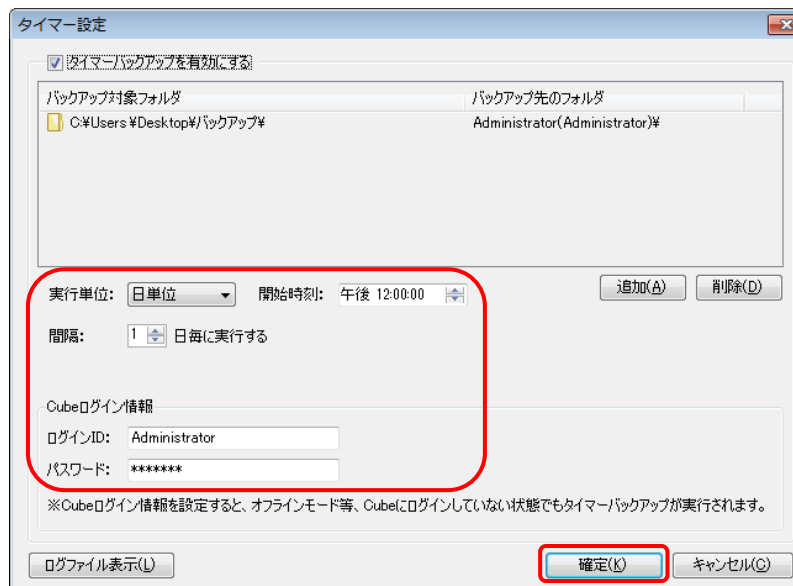 タイマー設定
タイマーバックアップを有効にする
バックアップ対象フォルダ バックアップ先のフォルダ
C:¥Users¥Desktop¥バックアップ¥ Administrator(Administrator)¥
実行単位: 日単位 開始時刻: 午後 12:00:00 追加(A) 削除(D)
間隔: 1 日毎に実行する
Cubeログイン情報
ログインID: Administrator
パスワード: *******
※Cubeログイン情報を設定すると、オフラインモード等、Cubeにログインしていない状態でもタイマーバックアップが実行されます。
ログファイル表示(L) 確定(K) キャンセル(C)